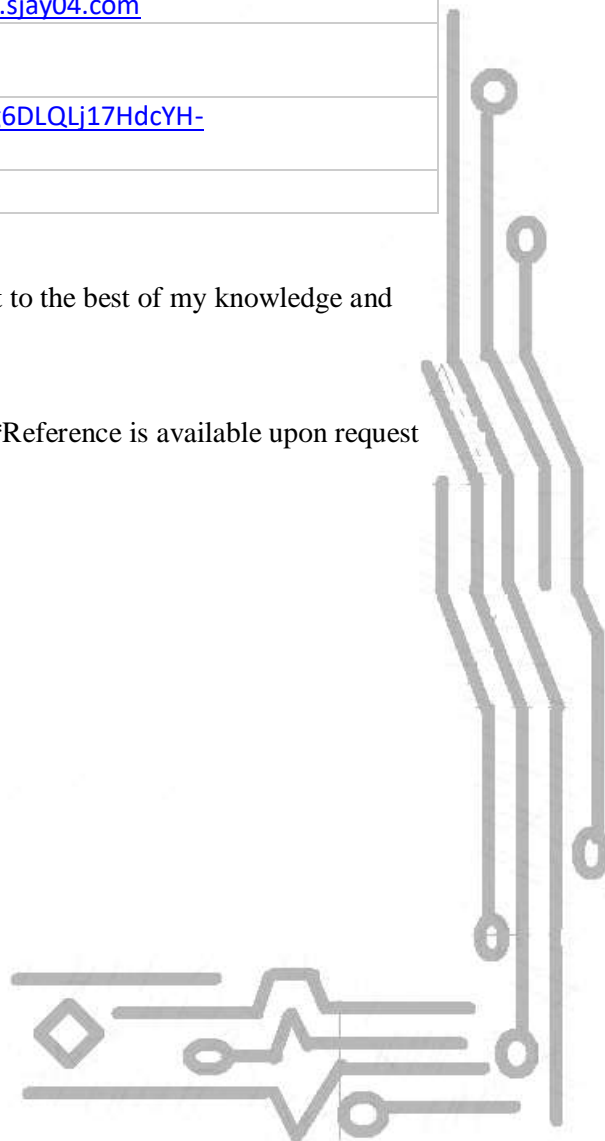 .sjay04.com
6DLQLj17HdcYH-
to the best of my knowledge and
*Reference is available upon request